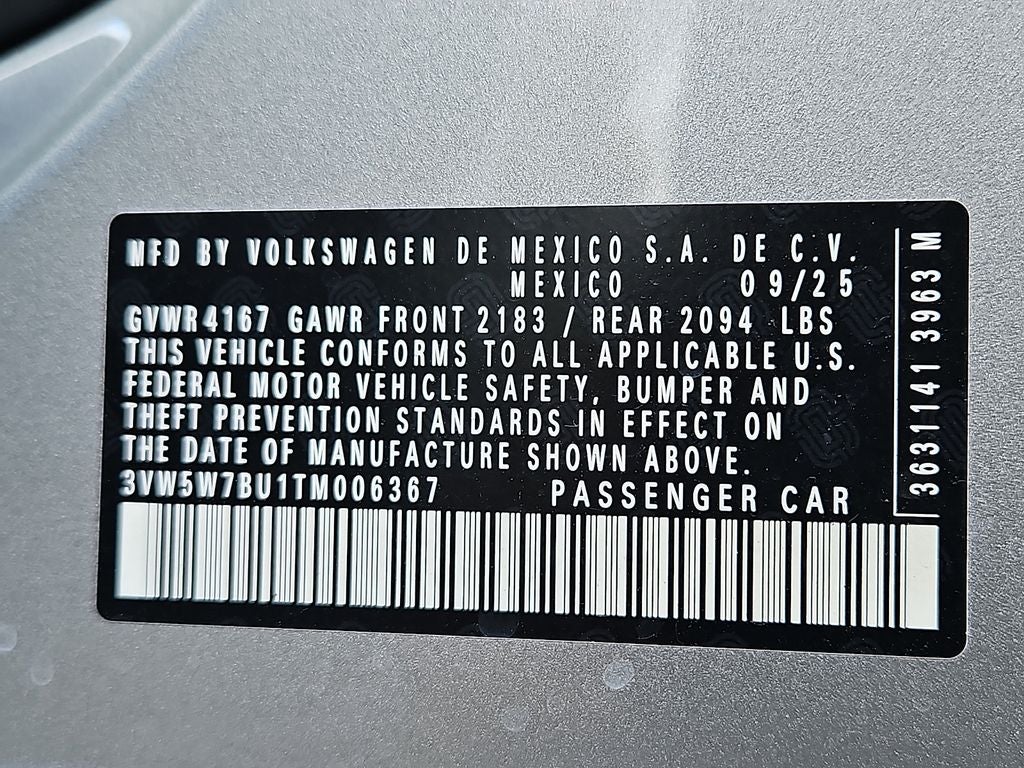 MFD BY VOLKSWAGEN DE MEXICO S.A. DE C.V.
MEXICO 09/25
GVWR 4167 GAWR FRONT 2183 / REAR 2094 LBS
THIS VEHICLE CONFORMS TO ALL APPLICABLE U.S.
FEDERAL MOTOR VEHICLE SAFETY, BUMPER AND
THEFT PREVENTION STANDARDS IN EFFECT ON
THE DATE OF MANUFACTURE SHOWN ABOVE.
3VW5W7BU1TM006367 PASSENGER CAR
3631141 3963 M